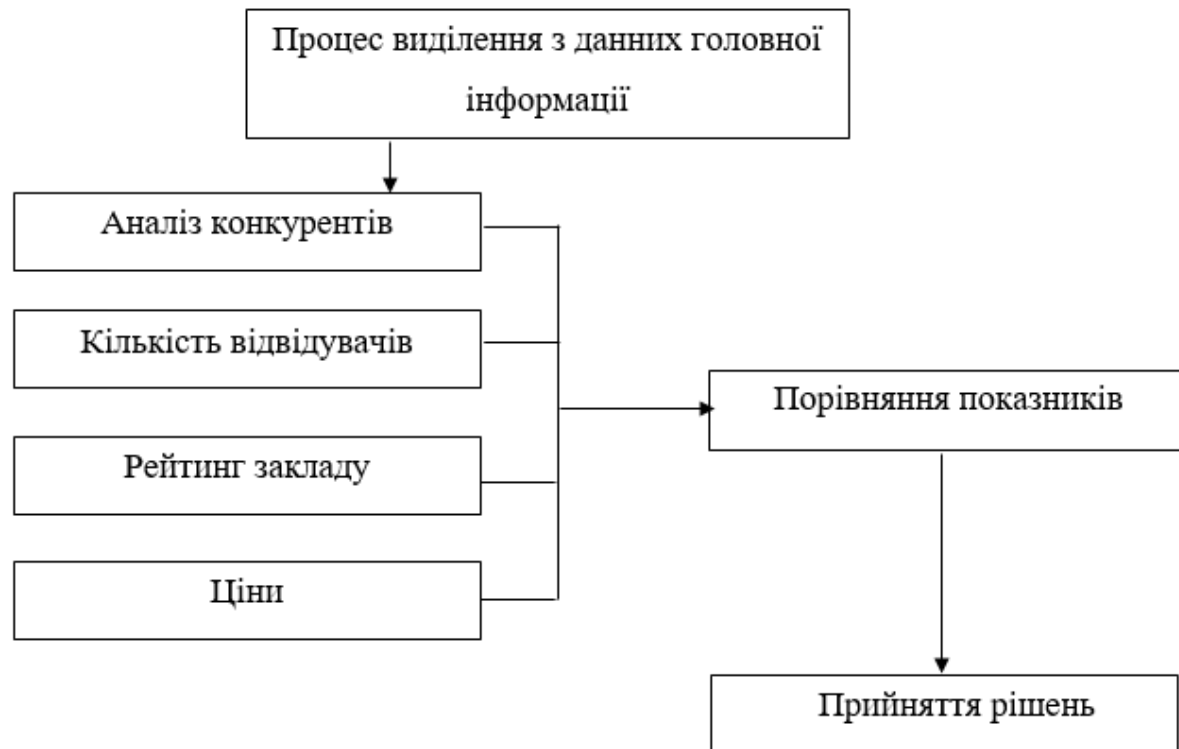 Процес виділення з данних головної
інформації
Аналіз конкурентів
Кількість відвідувачів
Рейтинг закладу
Ціни
Порівняння показників
Прийняття рішень